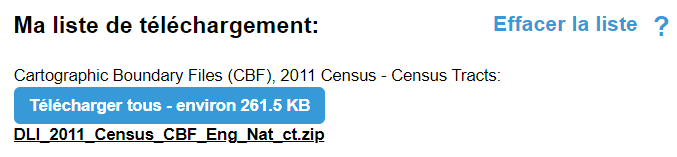 Ma liste de téléchargement:
Effacer la liste ?
Cartographic Boundary Files (CBF), 2011 Census - Census Tracts:
Télécharger tous - environ 261.5 KB
DLI_2011_Census_CBF_Eng_Nat_ct.zip